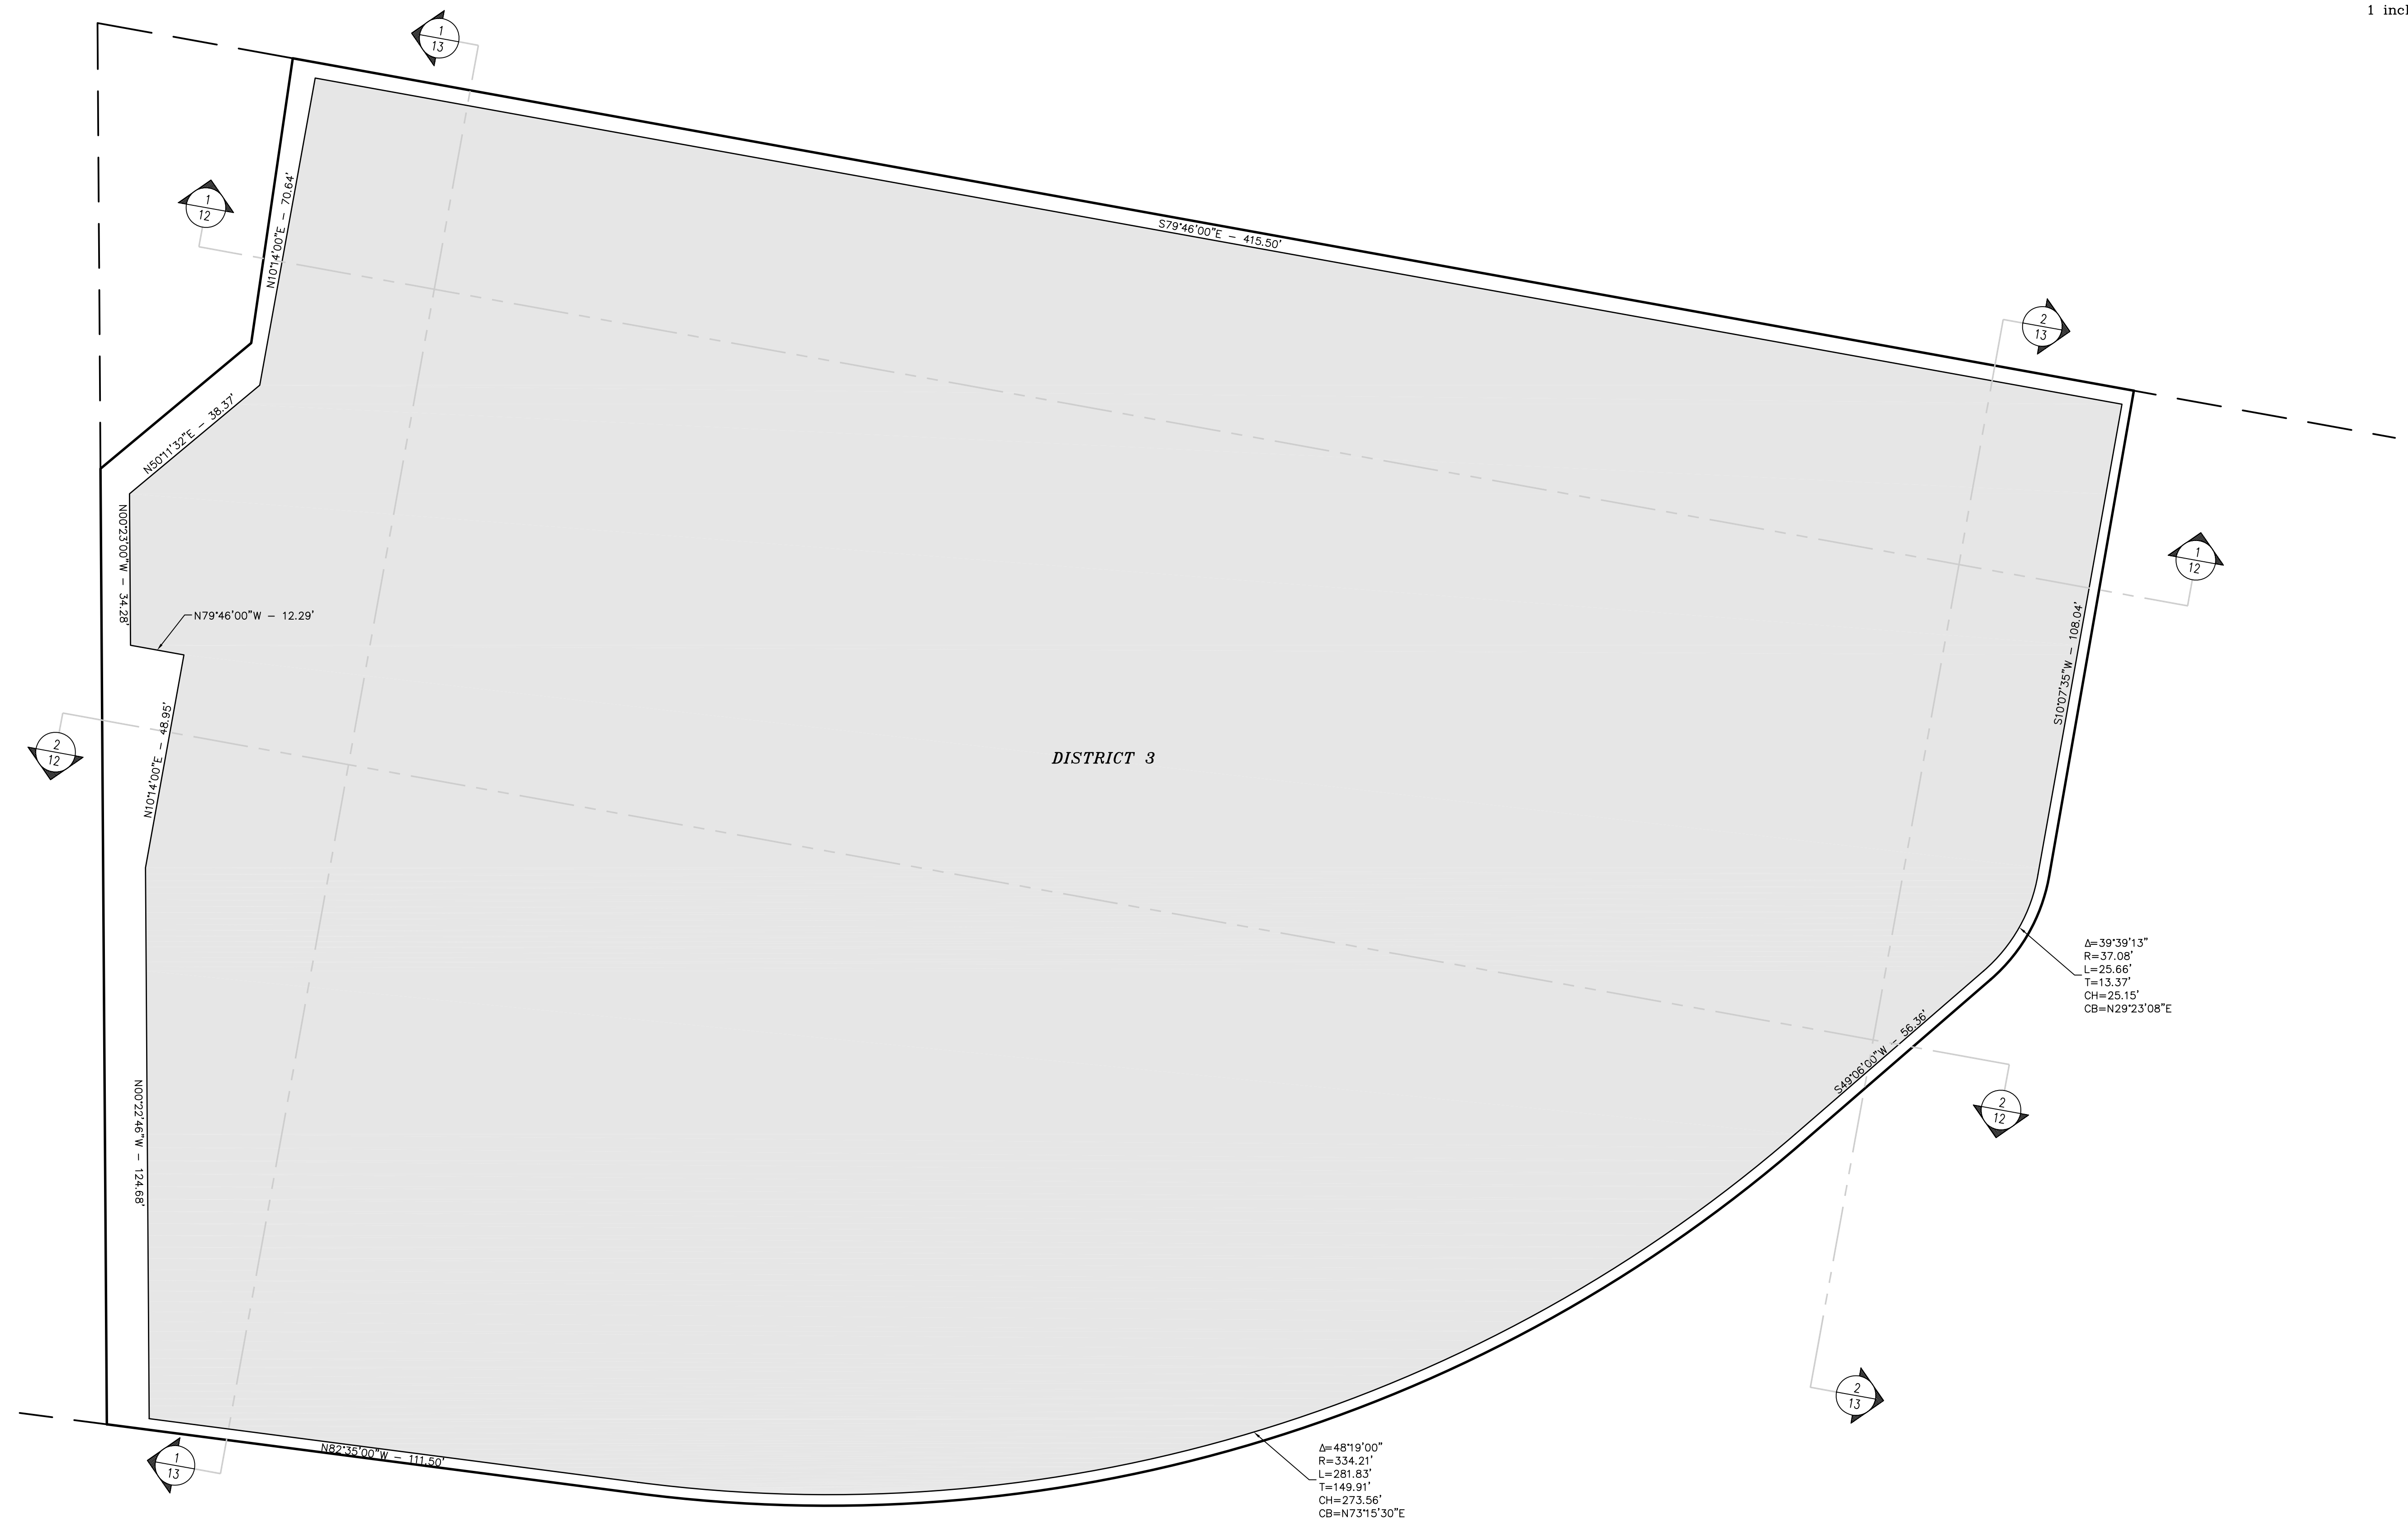 1 incl
1
13
N10°14'00"E – 70.64'
1
12
S79°46'00"E – 415.50'
2
13
N50°11'32"E – 38.37'
N00°23'00"W – 34.28'
1
12
N79°46'00"W – 12.29'
S10°07'35"W – 108.04'
2
12
N10°14'00"E – 48.95'
DISTRICT 3
Δ=39°39'13"
R=37.08'
L=25.66'
T=13.37'
CH=25.15'
CB=N29°23'08"E
S49°06'00"W – 56.36'
2
12
N00°22'46"W – 124.68'
2
13
1
13
N82°35'00"W – 111.50'
Δ=48°19'00"
R=334.21'
L=281.83'
T=149.91'
CH=273.56'
CB=N73°15'30"E